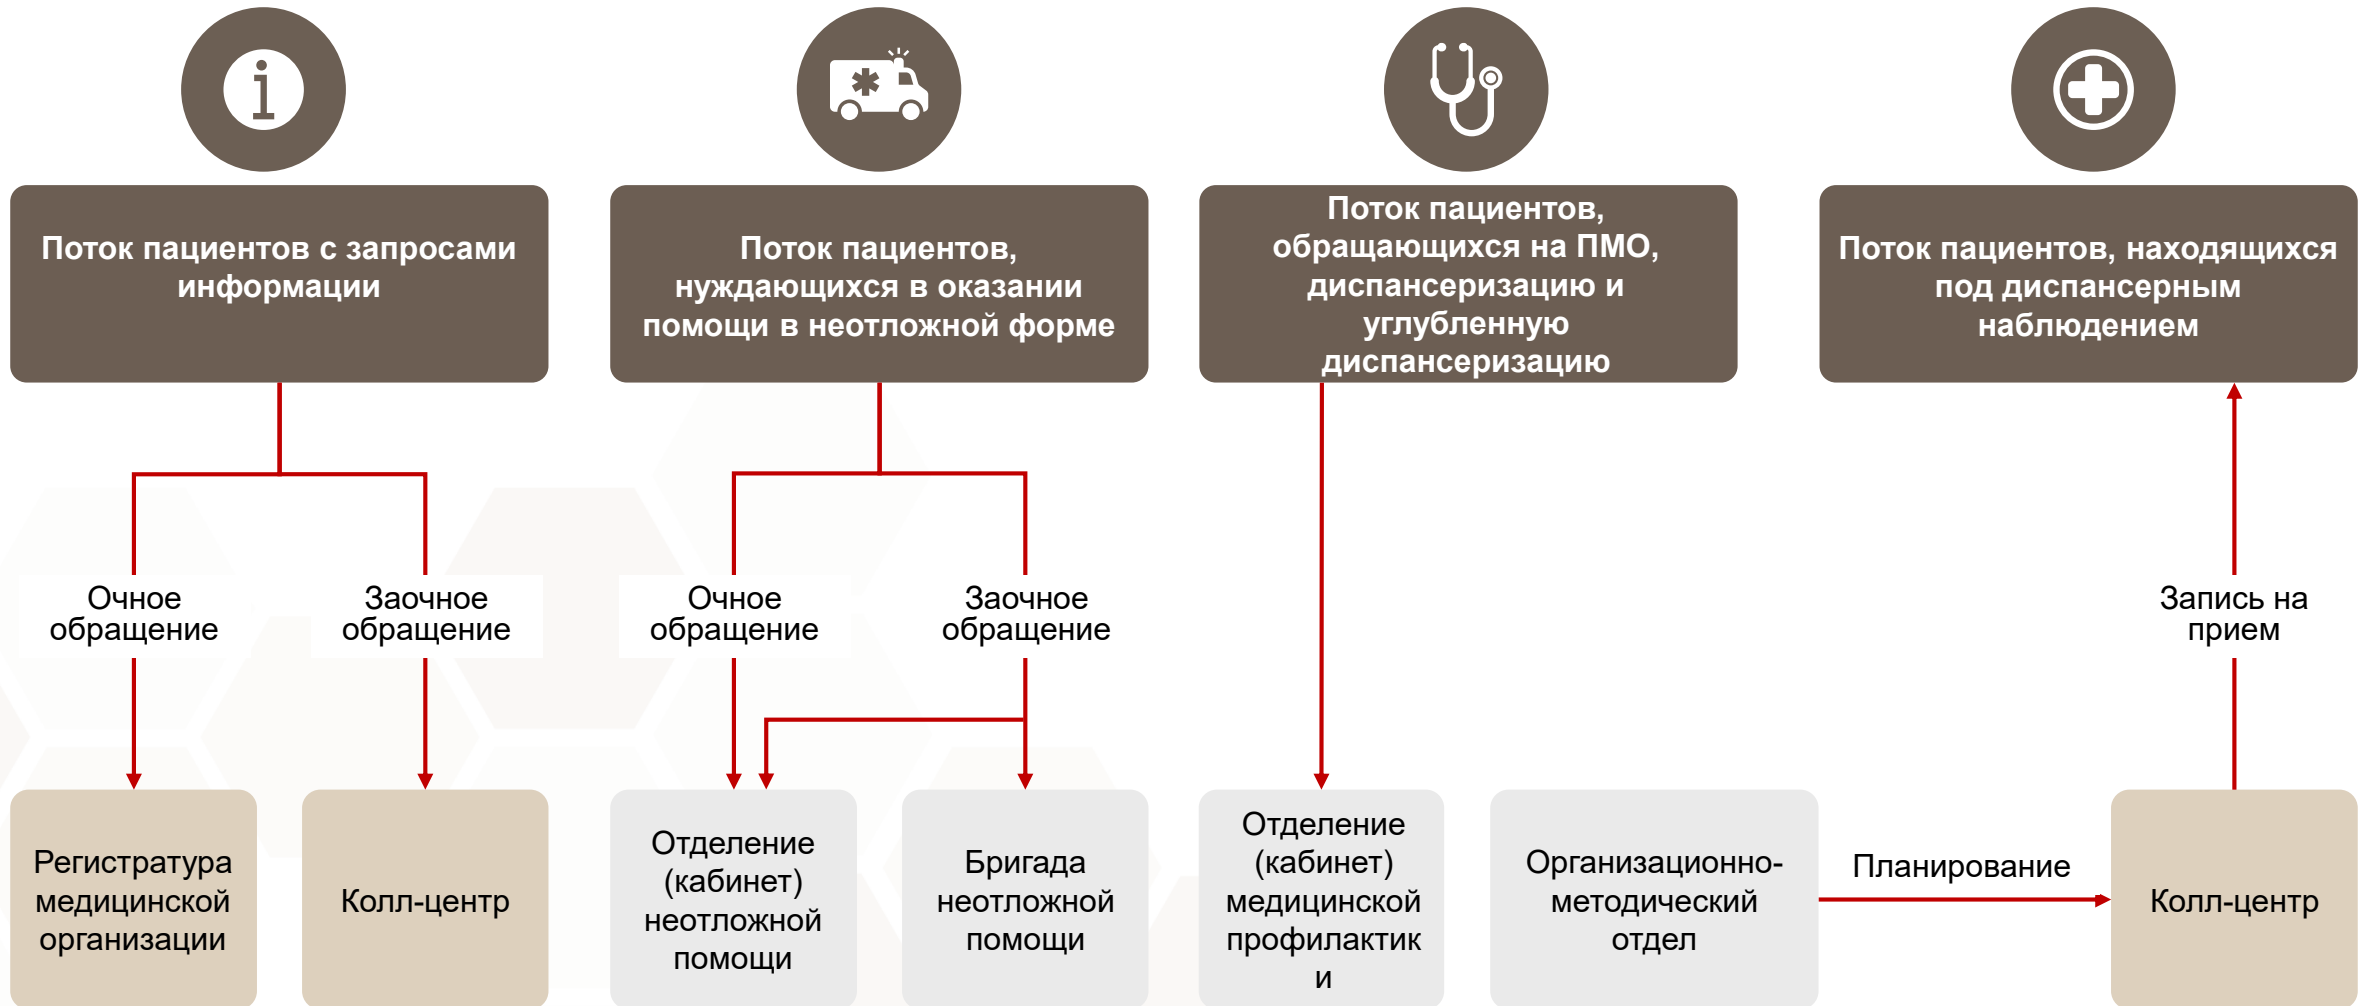 Поток пациентов с запросами
информации
Поток пациентов,
нуждающихся в оказании
помощи в неотложной форме
Поток пациентов,
обращающихся на ПМО,
диспансеризацию и
углубленную
диспансеризацию
Поток пациентов, находящихся
под диспансерным
наблюдением
Очное
обращение
Заочное
обращение
Очное
обращение
Заочное
обращение
Запись на
прием
Регистратура
медицинской
организации
Колл-центр
Отделение
(кабинет)
неотложной
помощи
Бригада
неотложной
помощи
Отделение
(кабинет)
медицинской
профилактик
и
Организационно-
методический
отдел
Планирование
Колл-центр